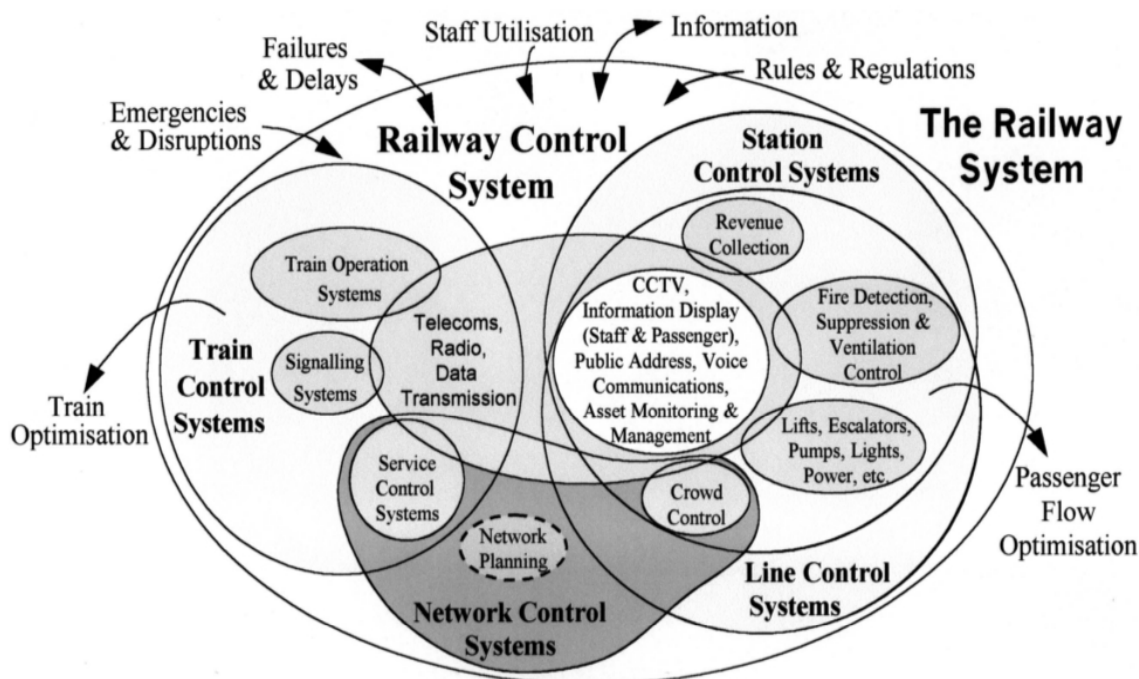 Staff Utilisation
Information
Failures
& Delays
Rules & Regulations
Emergencies
& Disruptions
Railway Control
System
Station
Control Systems
The Railway
System
Revenue
Collection
Train Operation
Systems
CCTV,
Information Display
(Staff & Passenger),
Public Address, Voice
Communications,
Asset Monitoring &
Management
Fire Detection,
Suppression &
Ventilation
Control
Telecoms,
Radio,
Data
Transmission
Train
Control
Systems
Signalling
Systems
Train
Optimisation
Lifts, Escalators,
Pumps, Lights,
Power, etc.
Service
Control
Systems
Crowd
Control
Passenger
Flow
Optimisation
Network
Planning
Line Control
Systems
Network Control
Systems